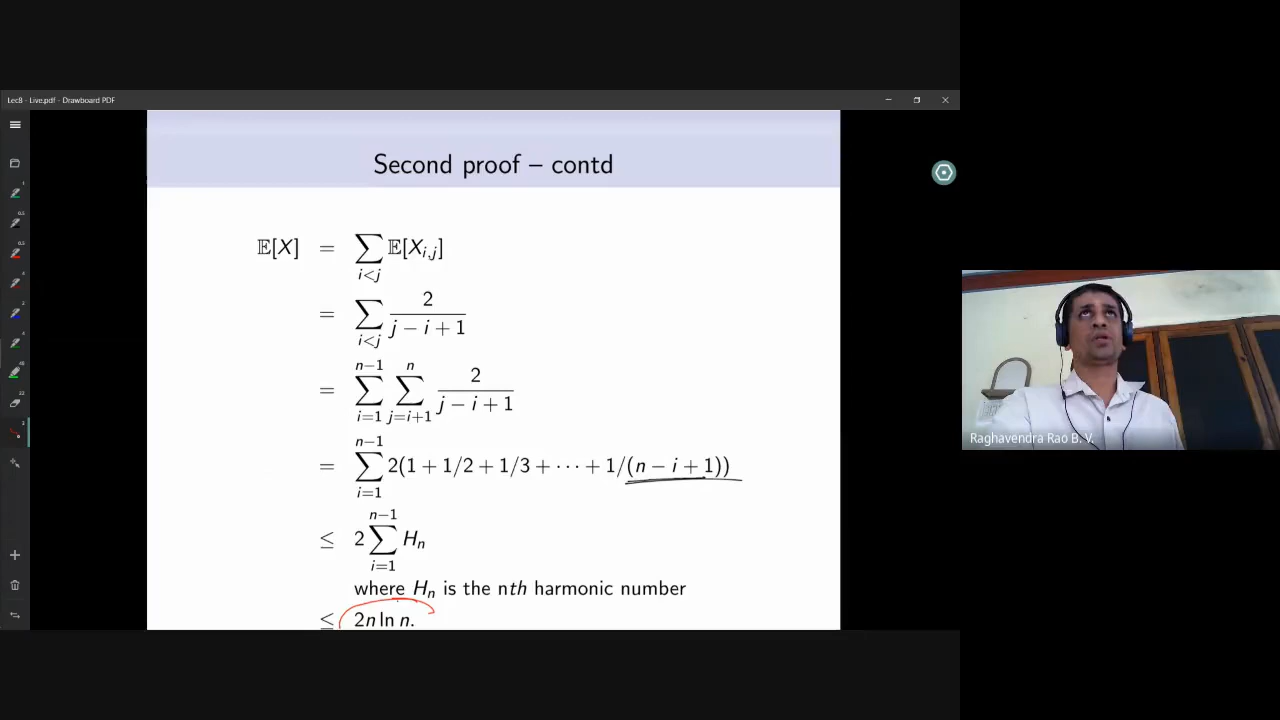 Lec8 - Live.pdf - Drawboard PDF
Second proof – contd
𝔼[X] = ∑_{i<j} 𝔼[X_{i,j}]
= ∑_{i<j} 2/(j − i + 1)
= ∑_{i=1}^{n−1} ∑_{j=i+1}^{n} 2/(j − i + 1)
= ∑_{i=1}^{n−1} 2(1 + 1/2 + 1/3 + ⋯ + 1/(n − i + 1))
≤ 2 ∑_{i=1}^{n−1} H_n
where H_n is the nth harmonic number
≤ 2n ln n.
Raghavendra Rao B. V.